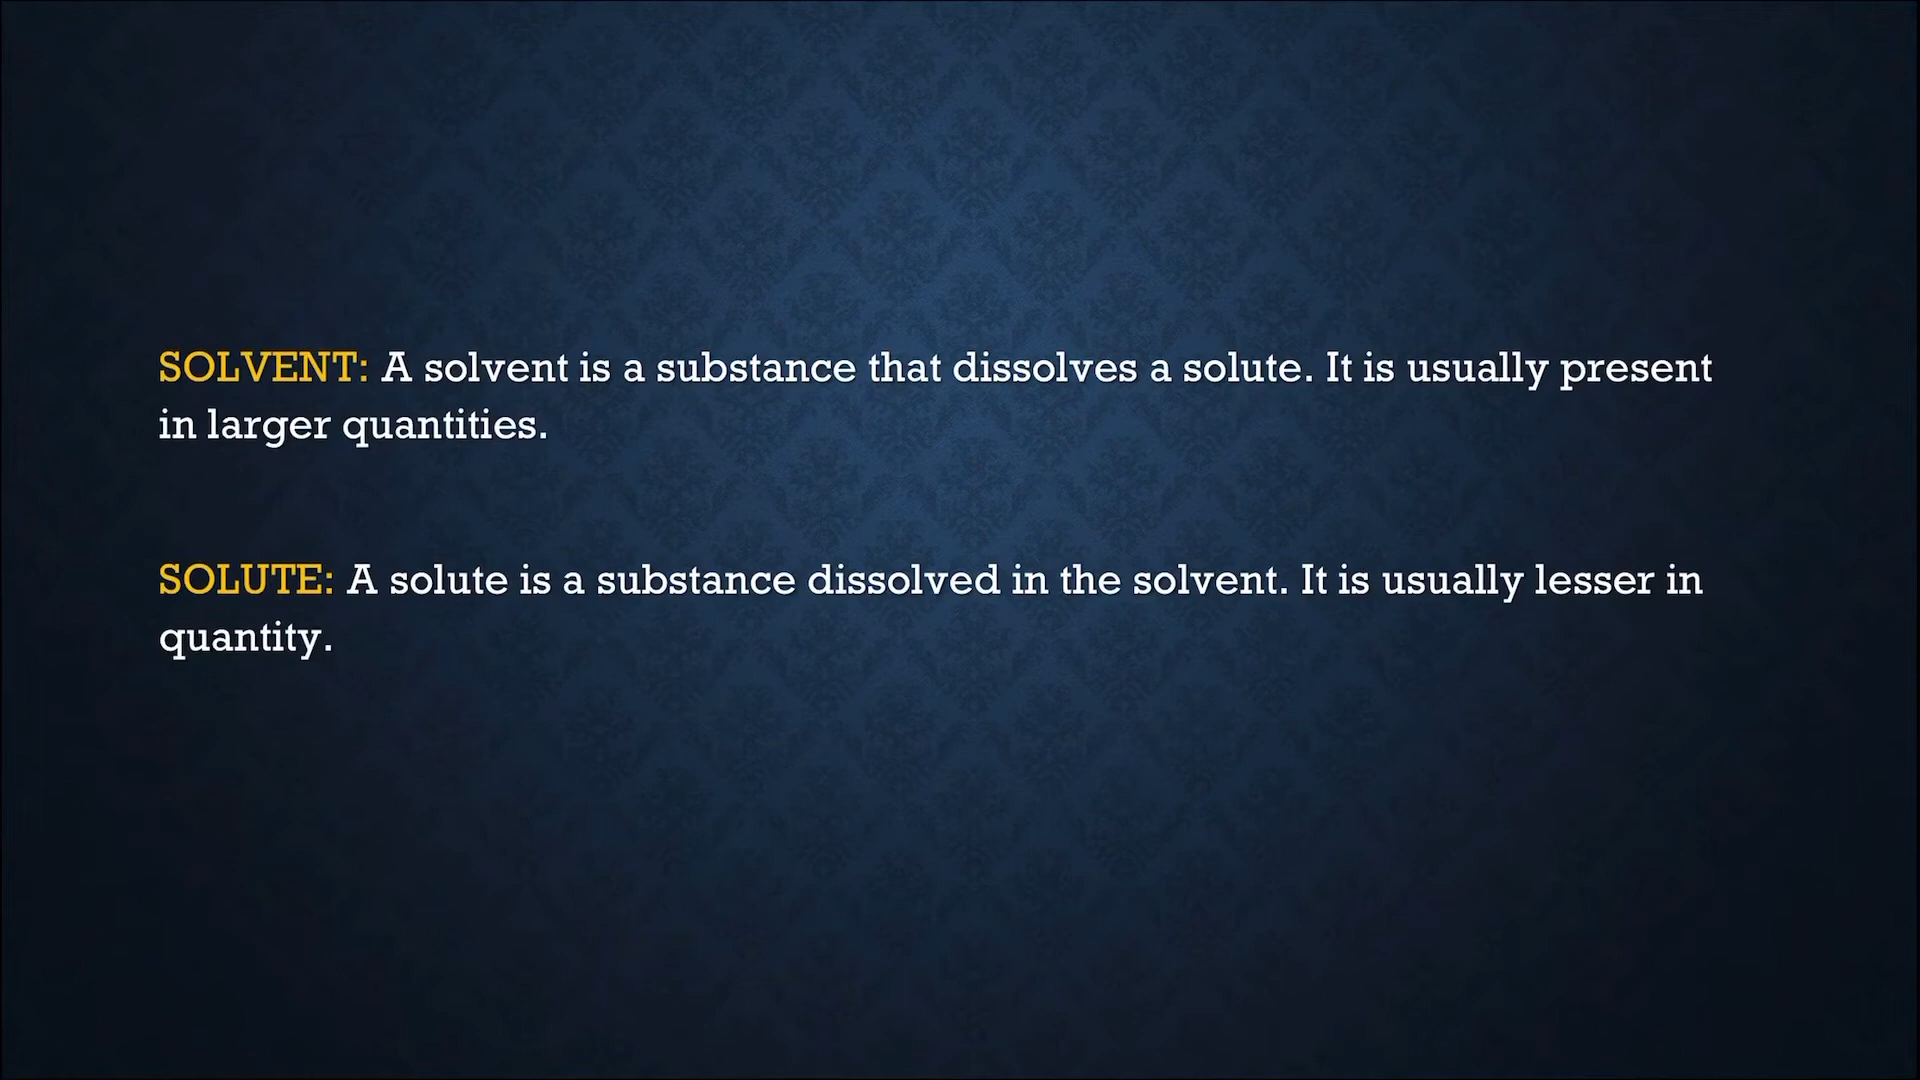 SOLVENT: A solvent is a substance that dissolves a solute. It is usually present
in larger quantities.
SOLUTE: A solute is a substance dissolved in the solvent. It is usually lesser in
quantity.